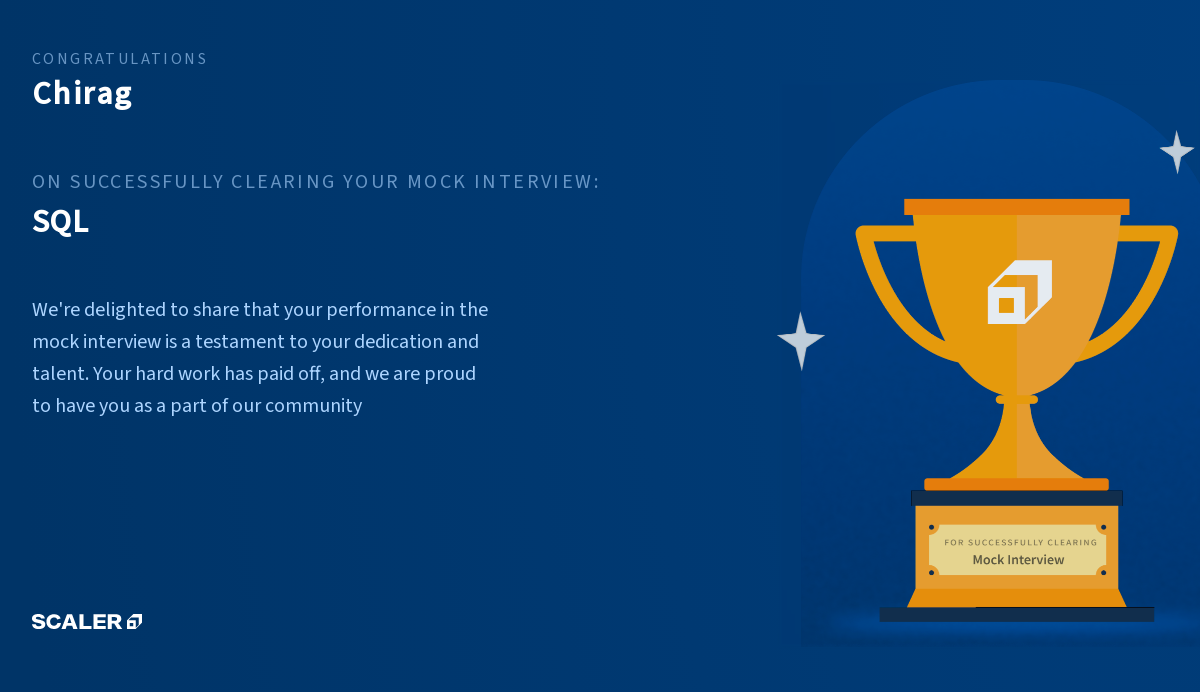 CONGRATULATIONS
Chirag
ON SUCCESSFULLY CLEARING YOUR MOCK INTERVIEW:
SQL
We're delighted to share that your performance in the
mock interview is a testament to your dedication and
talent. Your hard work has paid off, and we are proud
to have you as a part of our community
FOR SUCCESSFULLY CLEARING
Mock Interview
SCALER